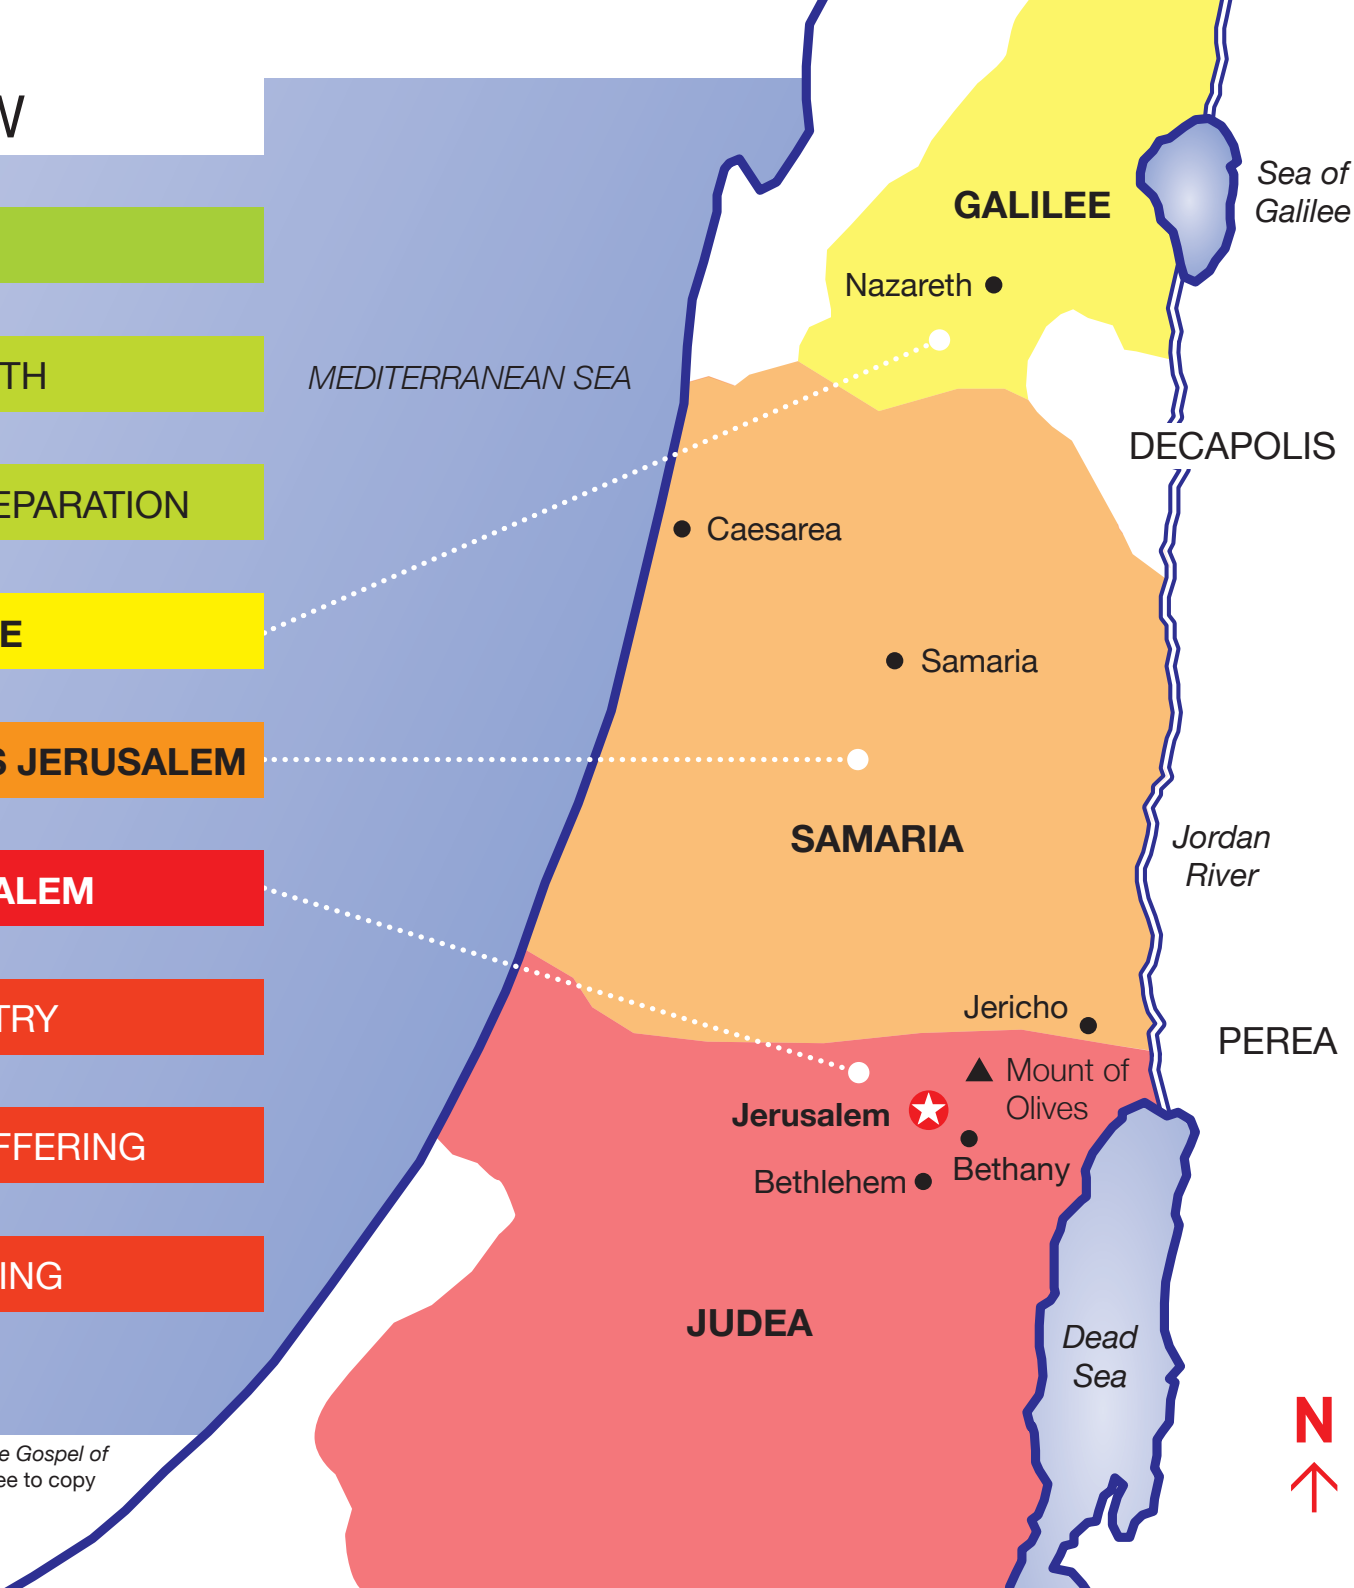 W
TH
EPARATION
E
S JERUSALEM
ALEM
TRY
FFERING
ING
e Gospel of
ee to copy
MEDITERRANEAN SEA
GALILEE
Sea of
Galilee
Nazareth
DECAPOLIS
Caesarea
Samaria
SAMARIA
Jordan
River
Jericho
PEREA
Mount of
Olives
Jerusalem
Bethany
Bethlehem
JUDEA
Dead
Sea
N